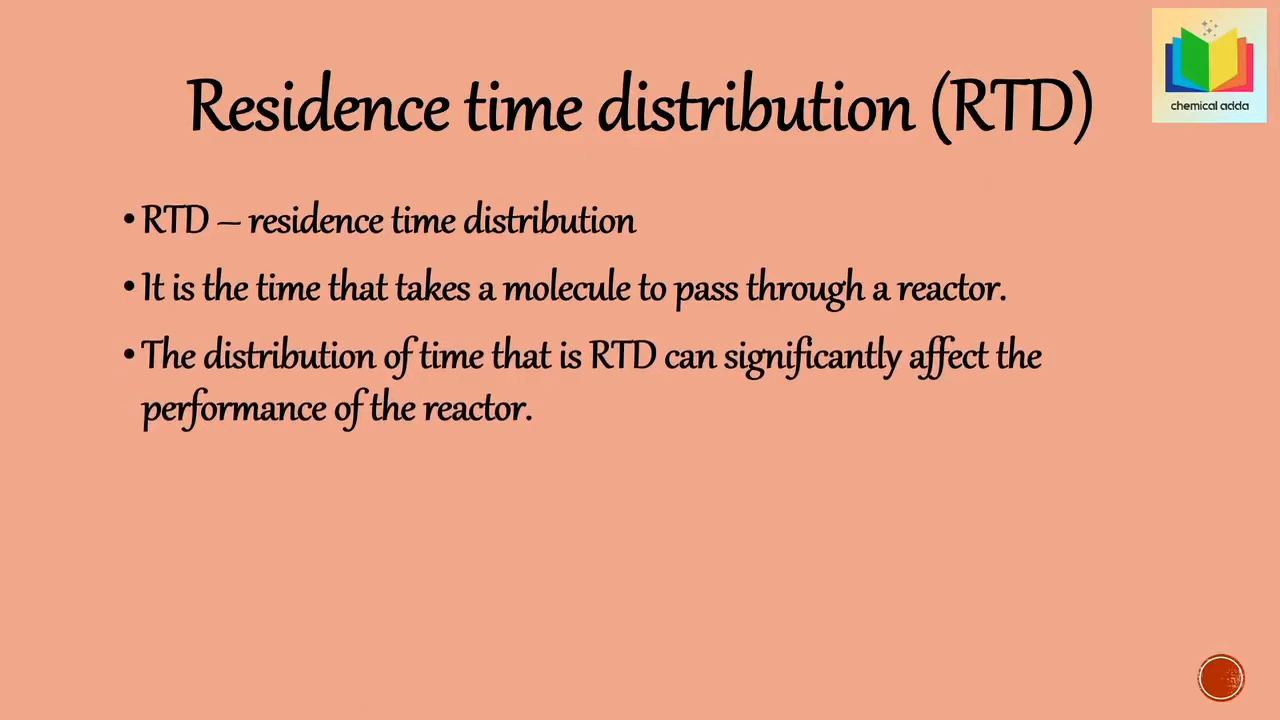 chemical adda
Residence time distribution (RTD)
• RTD – residence time distribution
• It is the time that takes a molecule to pass through a reactor.
• The distribution of time that is RTD can significantly affect the
performance of the reactor.